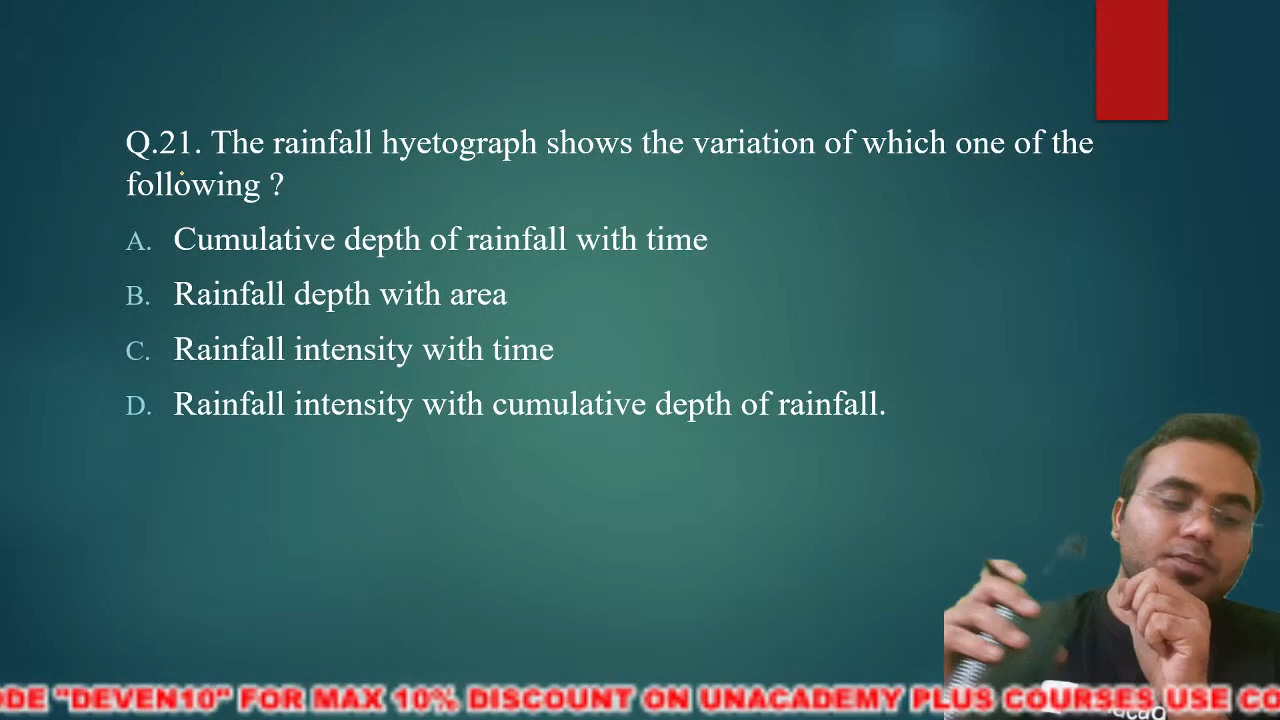 Q.21. The rainfall hyetograph shows the variation of which one of the
following ?
A. Cumulative depth of rainfall with time
B. Rainfall depth with area
C. Rainfall intensity with time
D. Rainfall intensity with cumulative depth of rainfall.
"DEVEN10" FOR MAX 10% DISCOUNT ON UNACADEMY PLUS COURSES USE